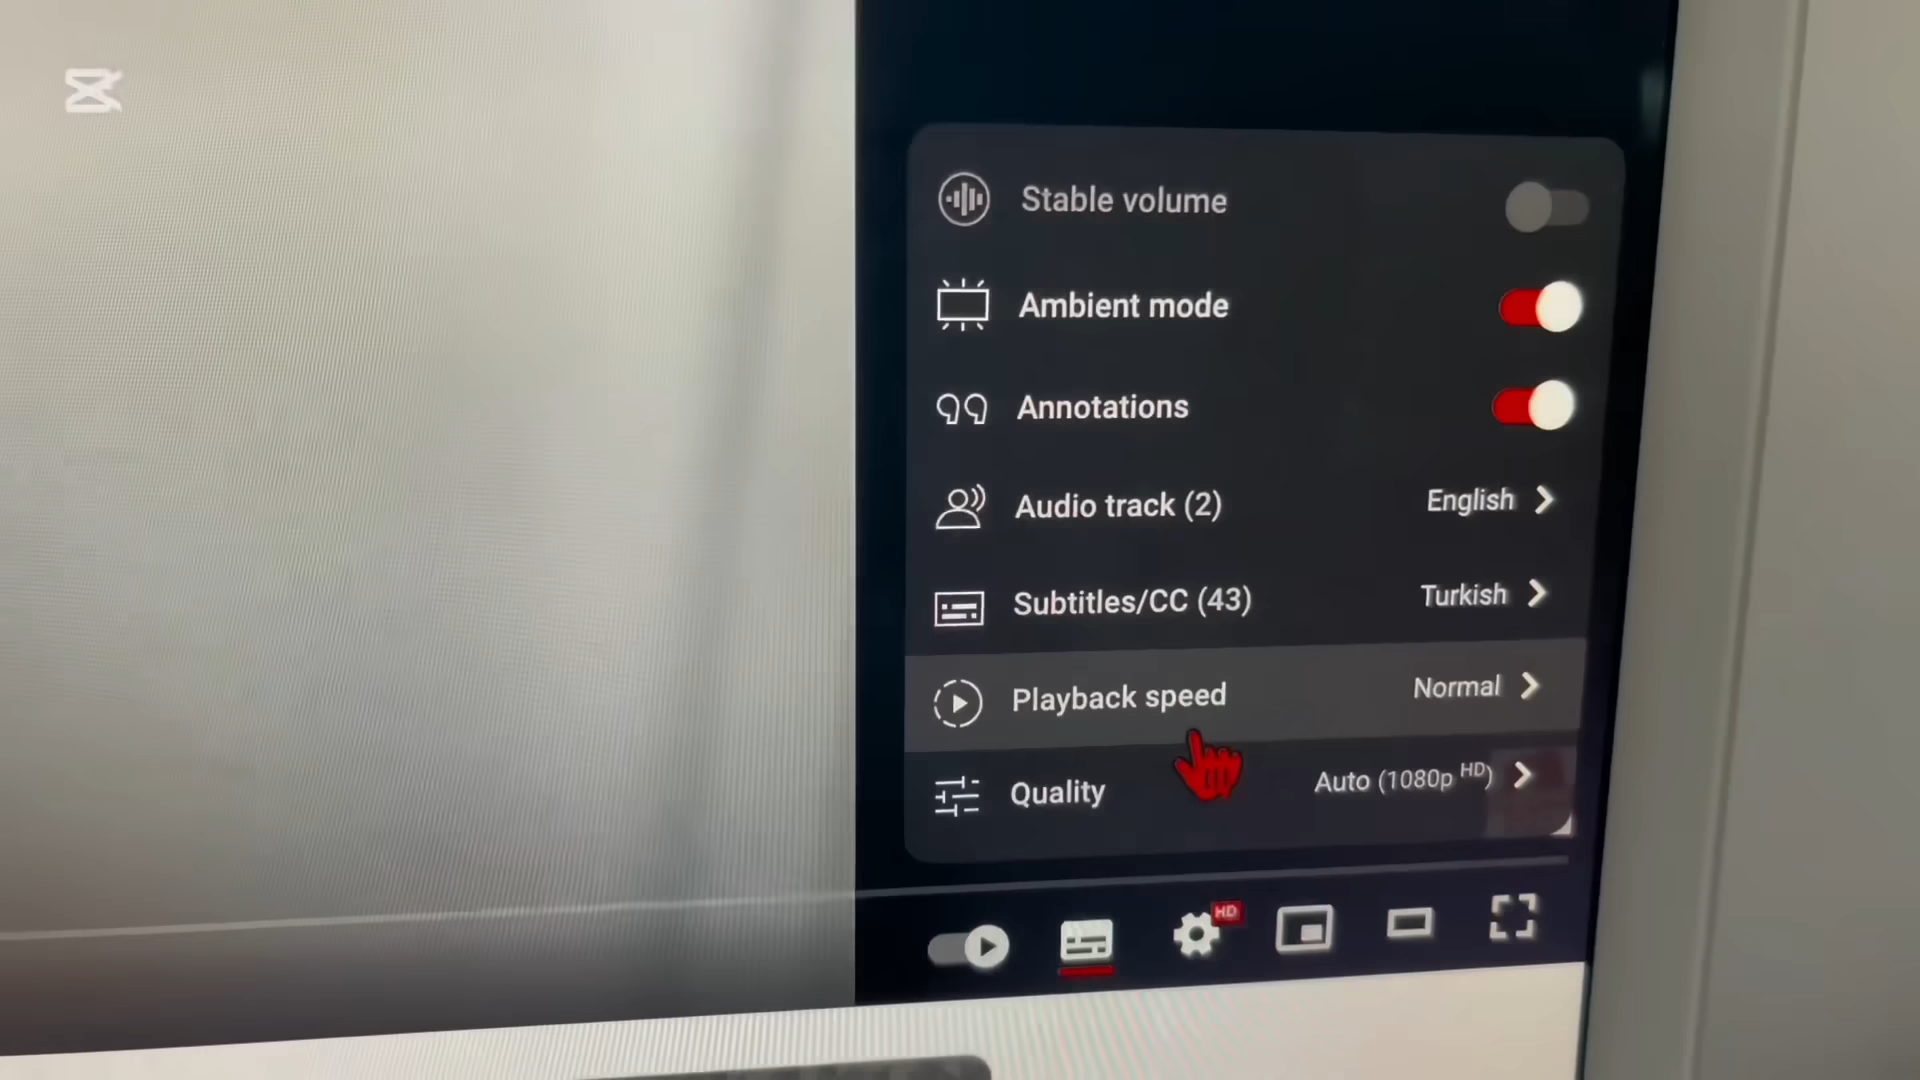 Stable volume
Ambient mode
Annotations
Audio track (2) English
Subtitles/CC (43) Turkish
Playback speed Normal
Quality Auto (1080p HD)
HD